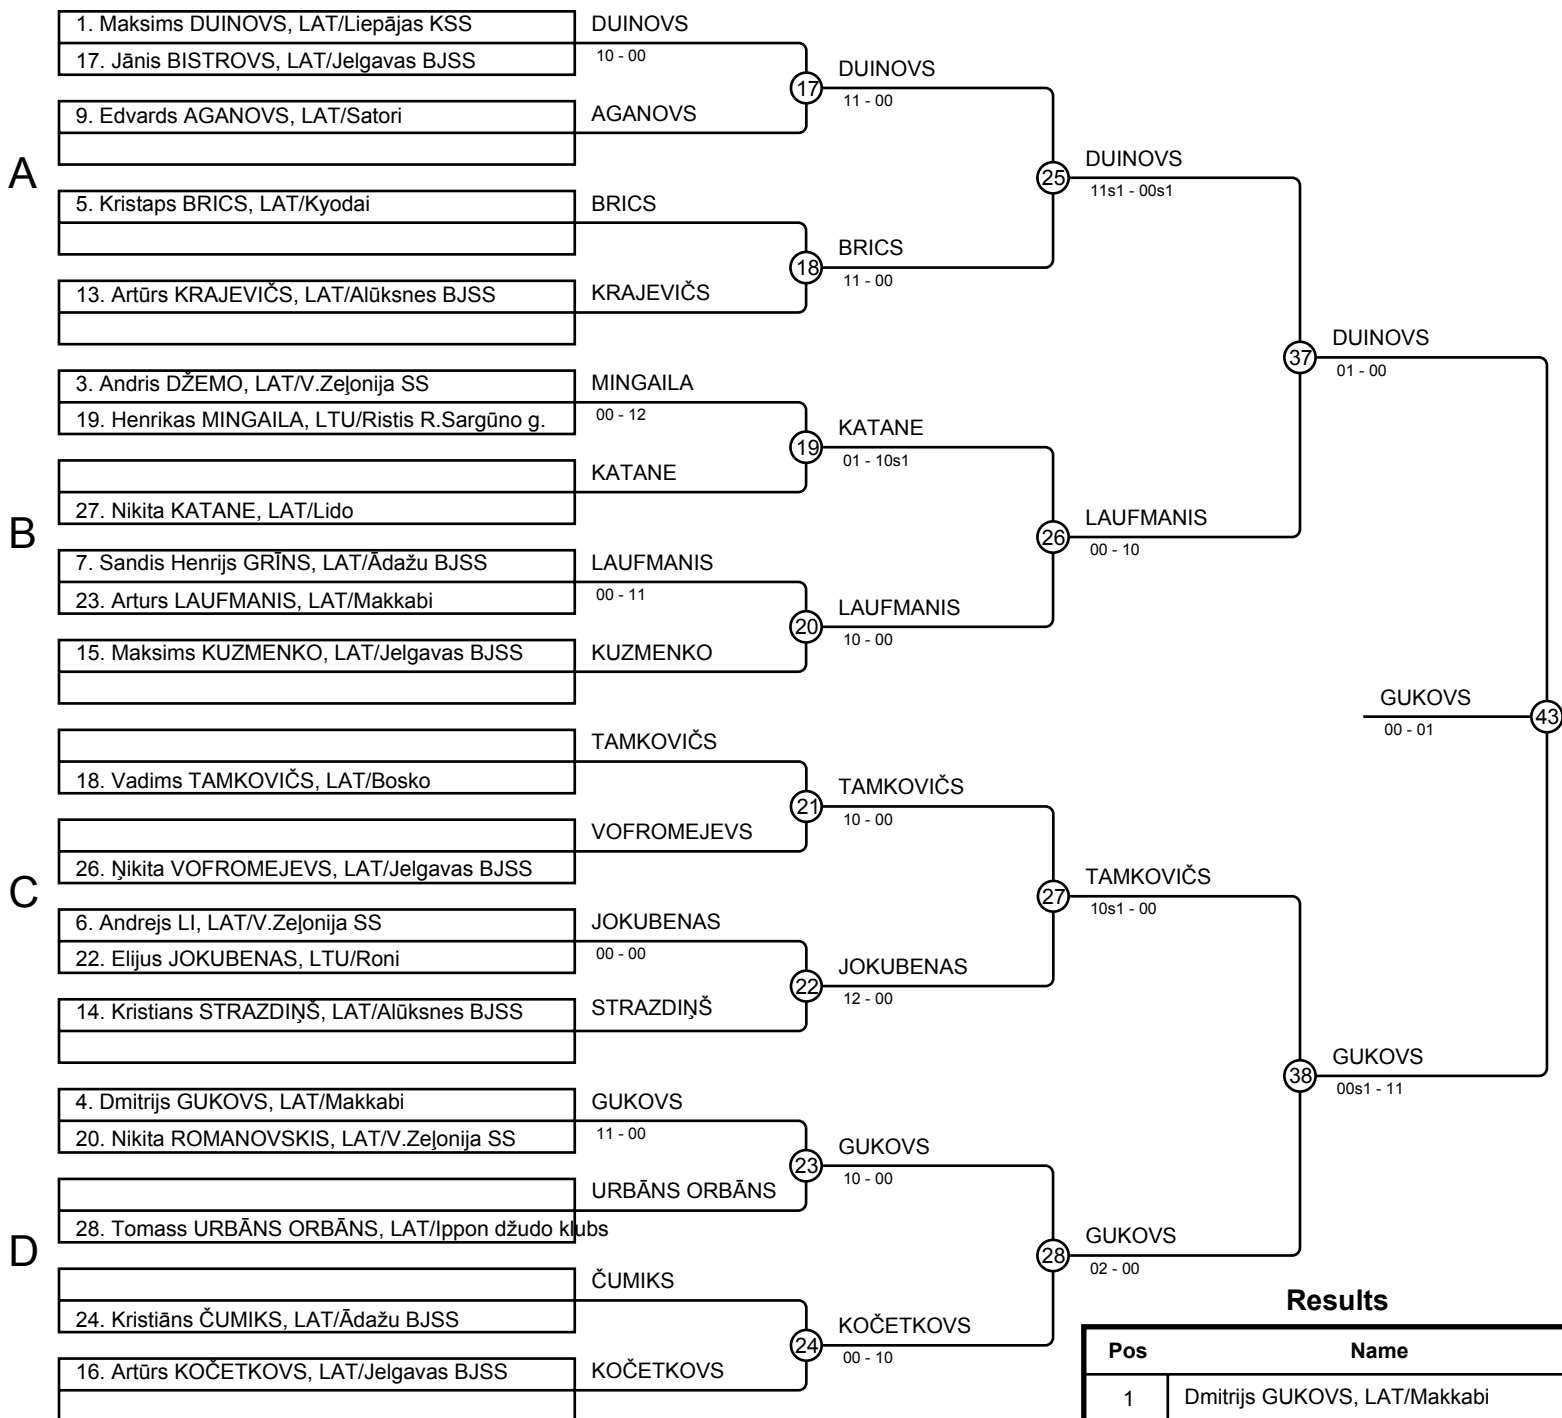 1. Maksims DUINOVS, LAT/Liepājas KSS
17. Jānis BISTROVS, LAT/Jelgavas BJSS
DUINOVS
10 - 00
9. Edvards AGANOVS, LAT/Satori
AGANOVS
17
DUINOVS
11 - 00
A
5. Kristaps BRICS, LAT/Kyodai
BRICS
13. Artūrs KRAJEVIČS, LAT/Alūksnes BJSS
KRAJEVIČS
18
BRICS
11 - 00
25
DUINOVS
11s1 - 00s1
3. Andris DŽEMO, LAT/V.Zeļonija SS
19. Henrikas MINGAILA, LTU/Ristis R.Sargūno g.
MINGAILA
00 - 12
27. Nikita KATANE, LAT/Lido
KATANE
19
KATANE
01 - 10s1
B
7. Sandis Henrijs GRĪNS, LAT/Ādažu BJSS
23. Arturs LAUFMANIS, LAT/Makkabi
LAUFMANIS
00 - 11
15. Maksims KUZMENKO, LAT/Jelgavas BJSS
KUZMENKO
20
LAUFMANIS
10 - 00
26
LAUFMANIS
00 - 10
37
DUINOVS
01 - 00
18. Vadims TAMKOVIČS, LAT/Bosko
TAMKOVIČS
26. Ņikita VOFROMEJEVS, LAT/Jelgavas BJSS
VOFROMEJEVS
21
TAMKOVIČS
10 - 00
C
6. Andrejs LI, LAT/V.Zeļonija SS
22. Elijus JOKUBENAS, LTU/Roni
JOKUBENAS
00 - 00
14. Kristians STRAZDIŅŠ, LAT/Alūksnes BJSS
STRAZDIŅŠ
22
JOKUBENAS
12 - 00
27
TAMKOVIČS
10s1 - 00
4. Dmitrijs GUKOVS, LAT/Makkabi
20. Nikita ROMANOVSKIS, LAT/V.Zeļonija SS
GUKOVS
11 - 00
28. Tomass URBĀNS ORBĀNS, LAT/Ippon džudo klubs
URBĀNS ORBĀNS
23
GUKOVS
10 - 00
D
24. Kristiāns ČUMIKS, LAT/Ādažu BJSS
ČUMIKS
16. Artūrs KOČETKOVS, LAT/Jelgavas BJSS
KOČETKOVS
24
KOČETKOVS
00 - 10
28
GUKOVS
02 - 00
38
GUKOVS
00s1 - 11
GUKOVS
00 - 01
43
Results
Pos Name
1 Dmitrijs GUKOVS, LAT/Makkabi